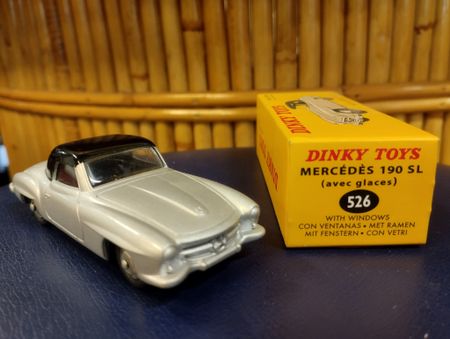 DINKY TOYS
DINKY TOYS
MERCÉDÈS 190 SL
(avec glaces)
526
WITH WINDOWS
CON VENTANAS • MET RAMEN
MIT FENSTERN • CON VETRI